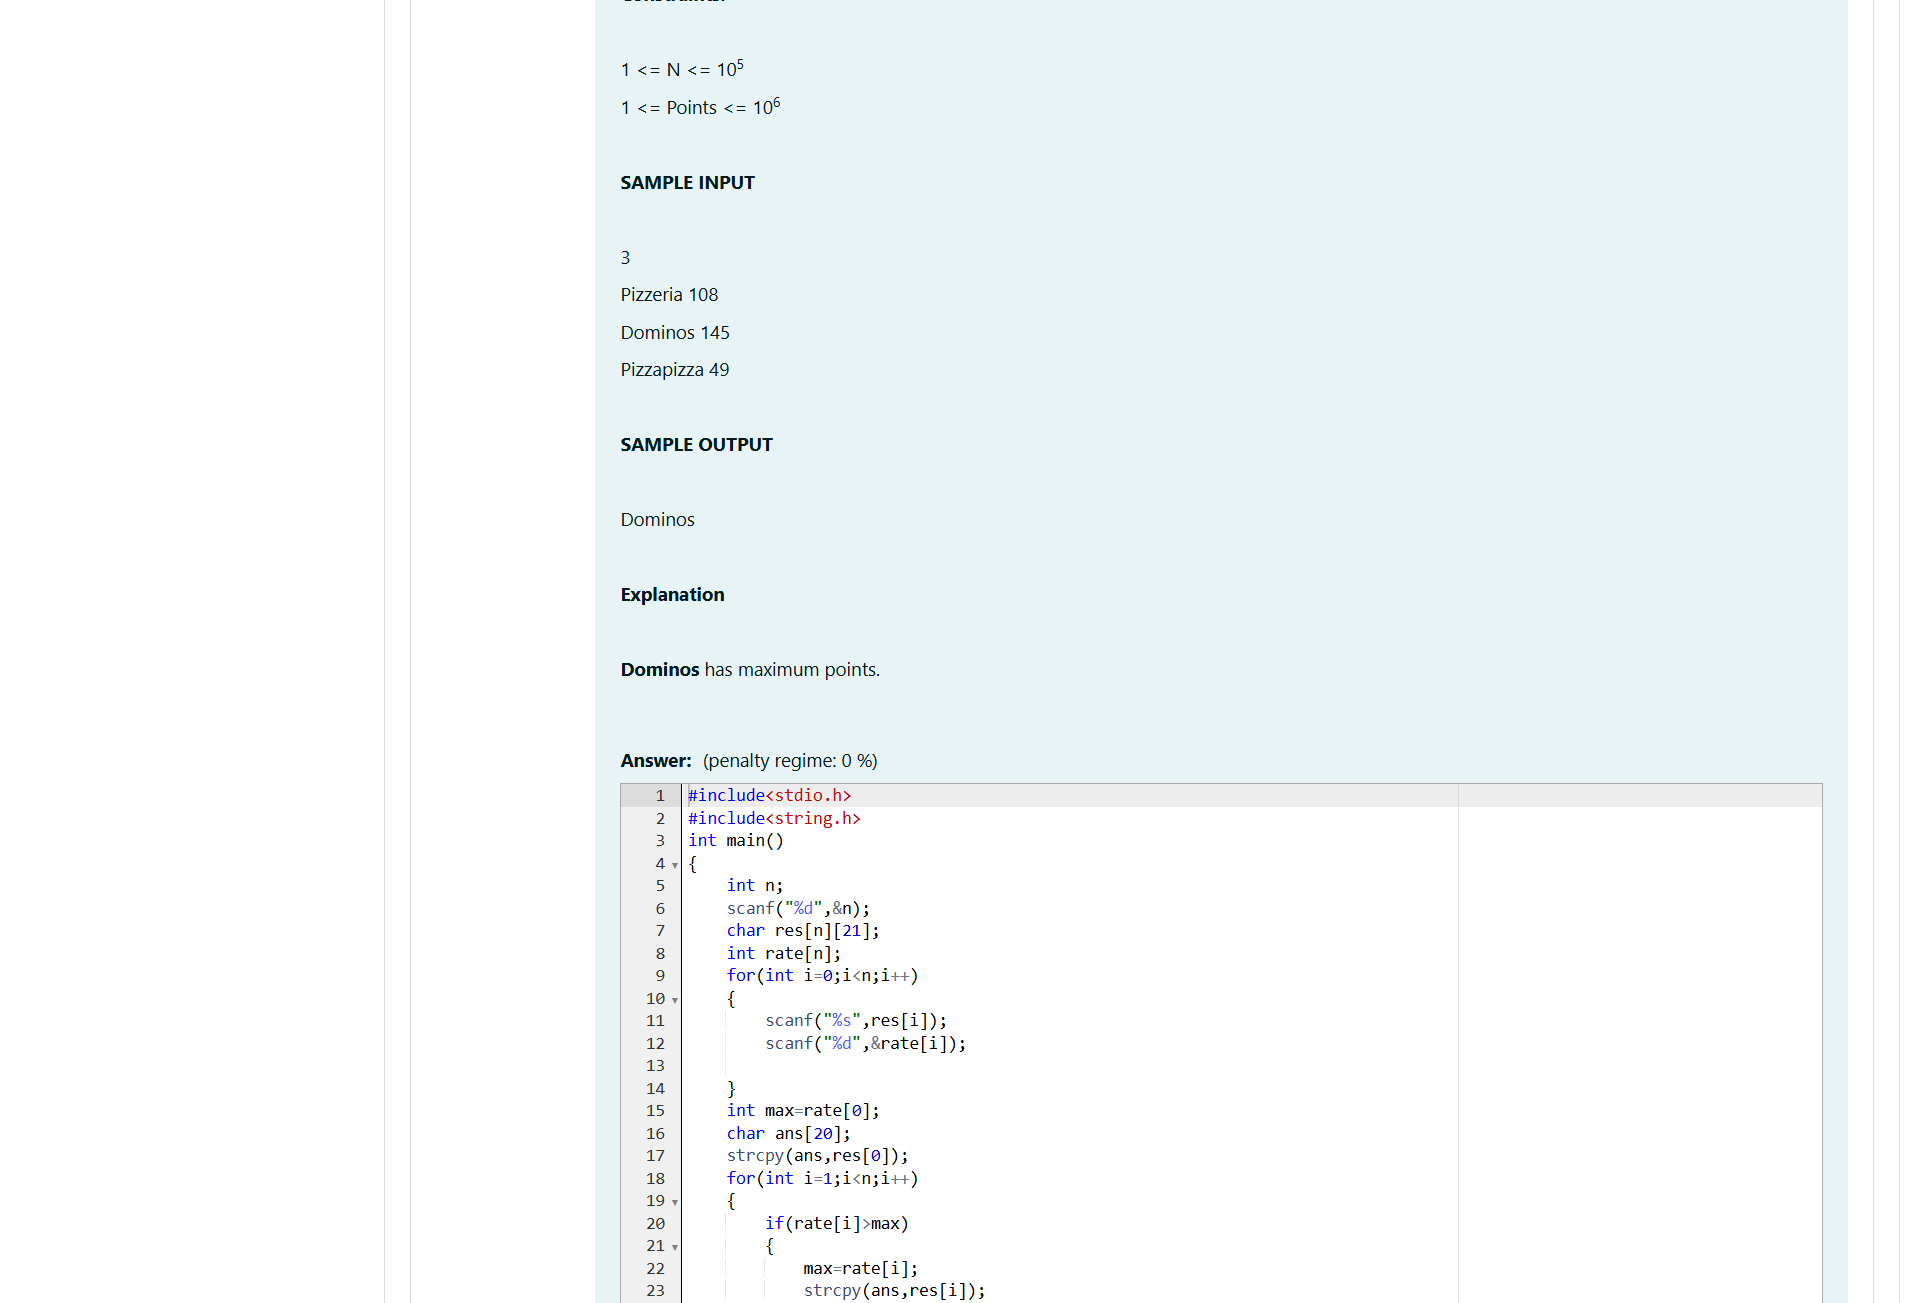 1 <= N <= 10⁵
1 <= Points <= 10⁶
SAMPLE INPUT
3
Pizzeria 108
Dominos 145
Pizzapizza 49
SAMPLE OUTPUT
Dominos
Explanation
Dominos has maximum points.
Answer: (penalty regime: 0 %)
1 #include<stdio.h>
2 #include<string.h>
3 int main()
4 {
5     int n;
6     scanf("%d",&n);
7     char res[n][21];
8     int rate[n];
9     for(int i=0;i<n;i++)
10     {
11         scanf("%s",res[i]);
12         scanf("%d",&rate[i]);
13
14     }
15     int max=rate[0];
16     char ans[20];
17     strcpy(ans,res[0]);
18     for(int i=1;i<n;i++)
19     {
20         if(rate[i]>max)
21         {
22             max=rate[i];
23             strcpy(ans,res[i]);